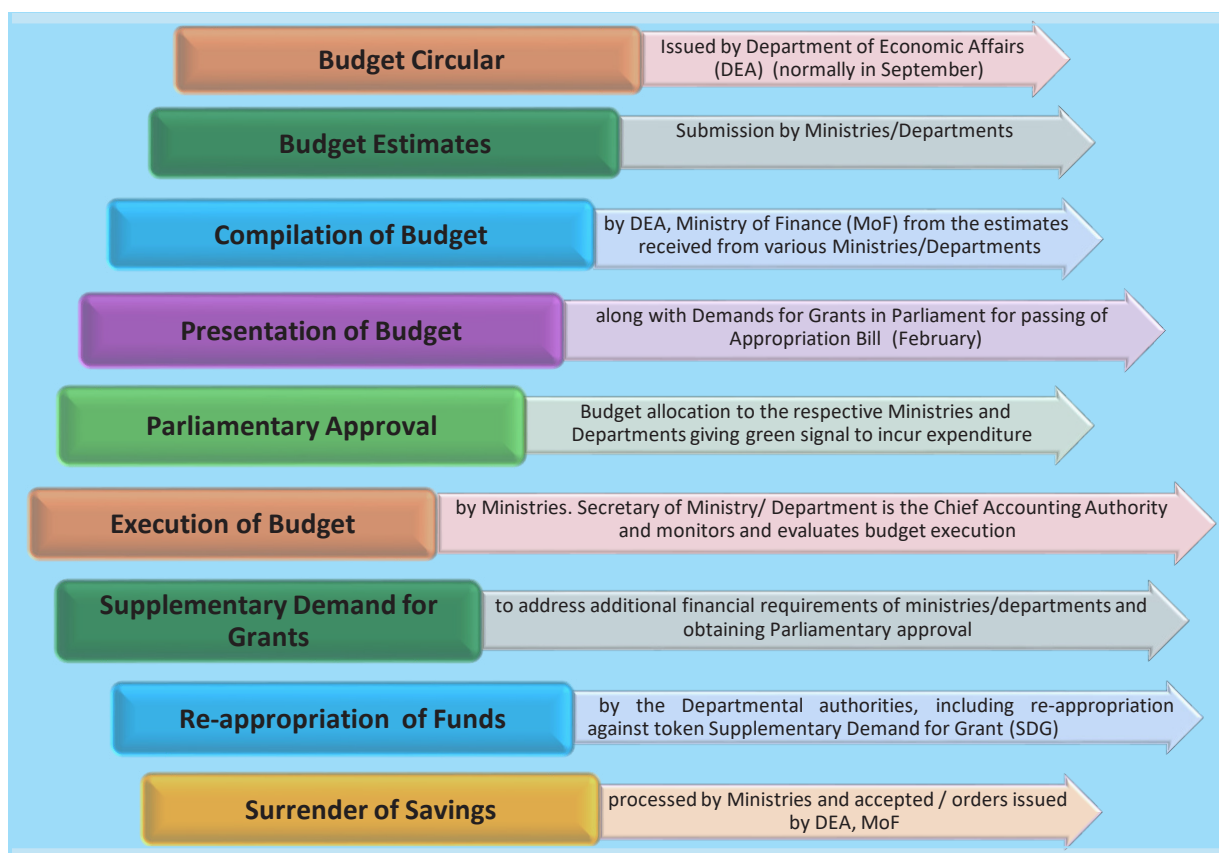 Budget Circular
Issued by Department of Economic Affairs
(DEA) (normally in September)
Budget Estimates
Submission by Ministries/Departments
Compilation of Budget
by DEA, Ministry of Finance (MoF) from the estimates
received from various Ministries/Departments
Presentation of Budget
along with Demands for Grants in Parliament for passing of
Appropriation Bill (February)
Parliamentary Approval
Budget allocation to the respective Ministries and
Departments giving green signal to incur expenditure
Execution of Budget
by Ministries. Secretary of Ministry/ Department is the Chief Accounting Authority
and monitors and evaluates budget execution
Supplementary Demand for
Grants
to address additional financial requirements of ministries/departments and
obtaining Parliamentary approval
Re-appropriation of Funds
by the Departmental authorities, including re-appropriation
against token Supplementary Demand for Grant (SDG)
Surrender of Savings
processed by Ministries and accepted / orders issued
by DEA, MoF